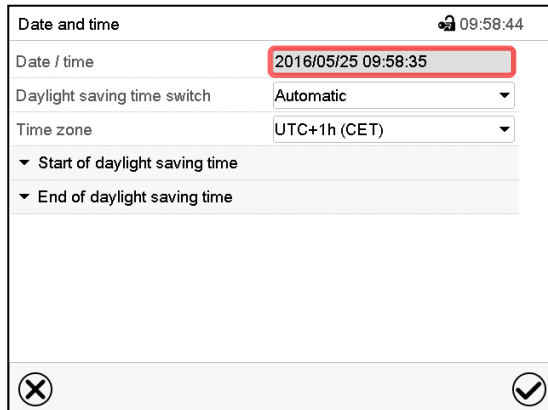 Date and time 09:58:44
Date / time 2016/05/25 09:58:35
Daylight saving time switch Automatic
Time zone UTC+1h (CET)
Start of daylight saving time
End of daylight saving time